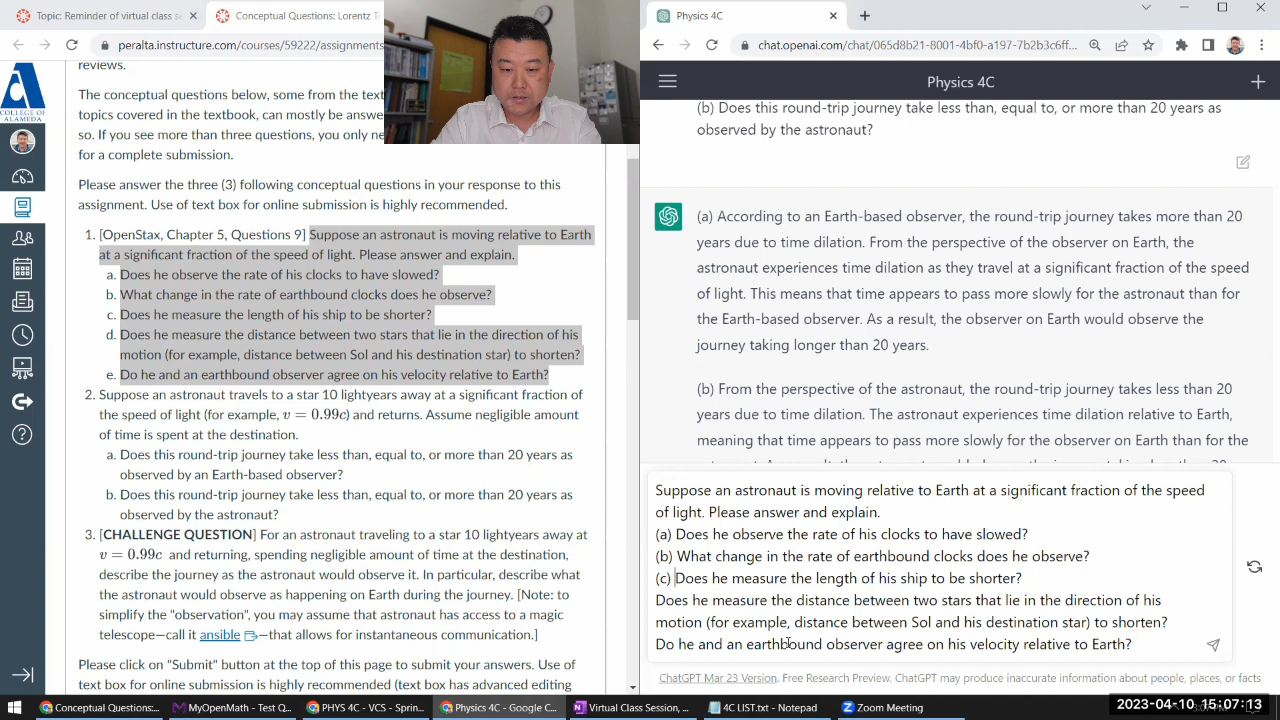 Topic: Reminder of virtual class se
Conceptual Questions: Lorentz T
Physics 4C
peralta.instructure.com/courses/59222/assignments
chat.openai.com/chat/065d8b21-8001-4bf0-a197-7b2b3c6ff...
COLLEGE OF
ALAMEDA
reviews.
The conceptual questions below, some from the text
topics covered in the textbook, can mostly be answe
so. If you see more than three questions, you only ne
for a complete submission.
Please answer the three (3) following conceptual questions in your response to this
assignment. Use of text box for online submission is highly recommended.
1. [OpenStax, Chapter 5, Questions 9] Suppose an astronaut is moving relative to Earth
at a significant fraction of the speed of light. Please answer and explain.
a. Does he observe the rate of his clocks to have slowed?
b. What change in the rate of earthbound clocks does he observe?
c. Does he measure the length of his ship to be shorter?
d. Does he measure the distance between two stars that lie in the direction of his
motion (for example, distance between Sol and his destination star) to shorten?
e. Do he and an earthbound observer agree on his velocity relative to Earth?
2. Suppose an astronaut travels to a star 10 lightyears away at a significant fraction of
the speed of light (for example, v = 0.99c) and returns. Assume negligible amount
of time is spent at the destination.
a. Does this round-trip journey take less than, equal to, or more than 20 years as
observed by an Earth-based observer?
b. Does this round-trip journey take less than, equal to, or more than 20 years as
observed by the astronaut?
3. [CHALLENGE QUESTION] For an astronaut traveling to a star 10 lightyears away at
v = 0.99c and returning, spending negligible amount of time at the destination,
describe the journey as the astronaut would observe it. In particular, describe what
the astronaut would observe as happening on Earth during the journey. [Note: to
simplify the "observation", you may assume that astronaut has access to a magic
telescope—call it ansible—that allows for instantaneous communication.]
Please click on "Submit" button at the top of this page to submit your answers. Use of
text box for online submission is highly recommended (text box has advanced editing
Physics 4C
(b) Does this round-trip journey take less than, equal to, or more than 20 years as
observed by the astronaut?
(a) According to an Earth-based observer, the round-trip journey takes more than 20
years due to time dilation. From the perspective of the observer on Earth, the
astronaut experiences time dilation as they travel at a significant fraction of the speed
of light. This means that time appears to pass more slowly for the astronaut than for
the Earth-based observer. As a result, the observer on Earth would observe the
journey taking longer than 20 years.
(b) From the perspective of the astronaut, the round-trip journey takes less than 20
years due to time dilation. The astronaut experiences time dilation relative to Earth,
meaning that time appears to pass more slowly for the observer on Earth than for the
Suppose an astronaut is moving relative to Earth at a significant fraction of the speed
of light. Please answer and explain.
(a) Does he observe the rate of his clocks to have slowed?
(b) What change in the rate of earthbound clocks does he observe?
(c) Does he measure the length of his ship to be shorter?
Does he measure the distance between two stars that lie in the direction of his
motion (for example, distance between Sol and his destination star) to shorten?
Do he and an earthbound observer agree on his velocity relative to Earth?
ChatGPT Mar 23 Version. Free Research Preview. ChatGPT may produce inaccurate information about people, places, or facts
Conceptual Questions:...
MyOpenMath - Test Q...
PHYS 4C - VCS - Sprin...
Physics 4C - Google C...
Virtual Class Session, ...
4C LIST.txt - Notepad
Zoom Meeting
2023-04-10 15:07:13